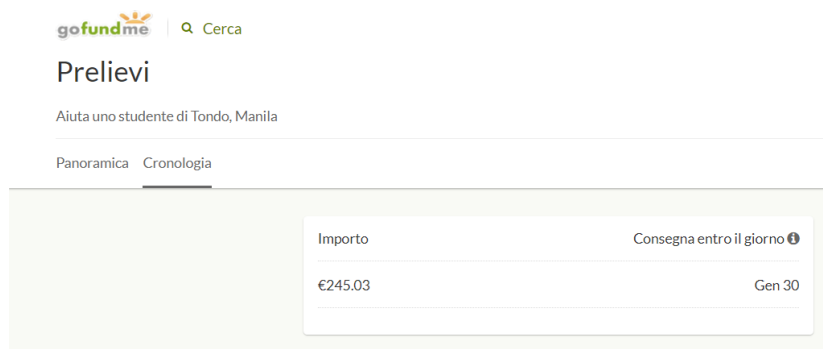 gofundme Cerca
Prelievi
Aiuta uno studente di Tondo, Manila
Panoramica Cronologia
Importo Consegna entro il giorno
€245.03 Gen 30